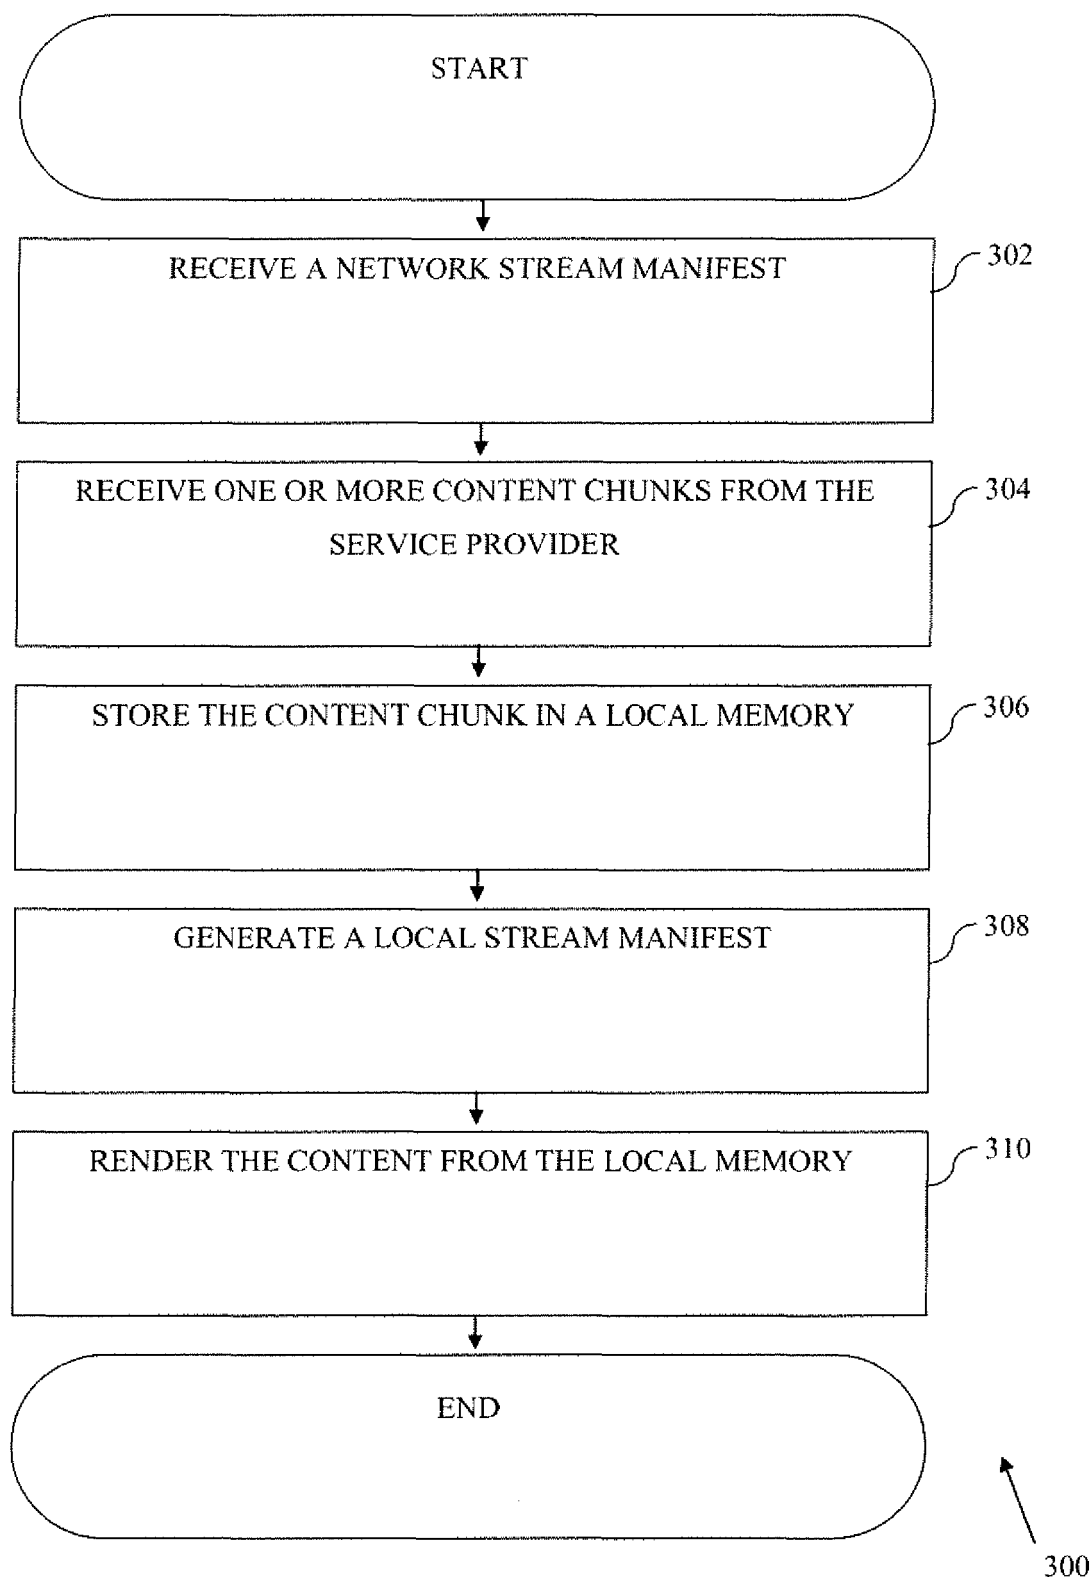 START
RECEIVE A NETWORK STREAM MANIFEST
302
RECEIVE ONE OR MORE CONTENT CHUNKS FROM THE
SERVICE PROVIDER
304
STORE THE CONTENT CHUNK IN A LOCAL MEMORY
306
GENERATE A LOCAL STREAM MANIFEST
308
RENDER THE CONTENT FROM THE LOCAL MEMORY
310
END
300